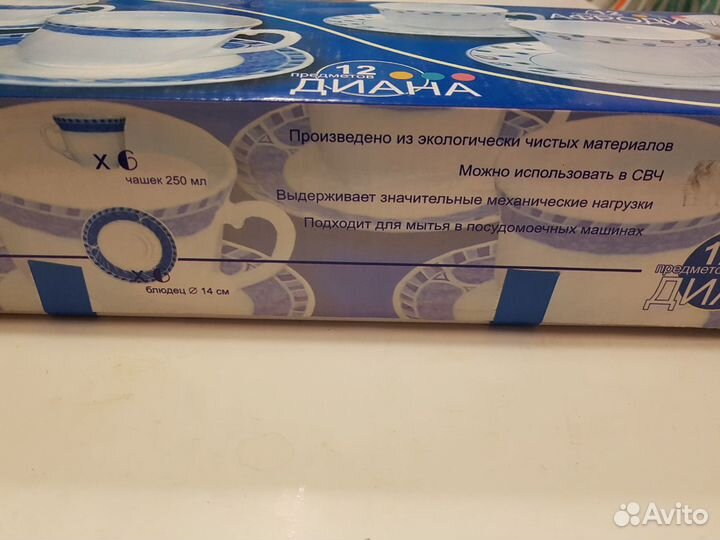 12
предметов
ДИАНА
Произведено из экологически чистых материалов
x 6
чашек 250 мл
Можно использовать в СВЧ
Выдерживает значительные механические нагрузки
Подходит для мытья в посудомоечных машинах
x 6
блюдец ⌀ 14 см
предметов
Avito